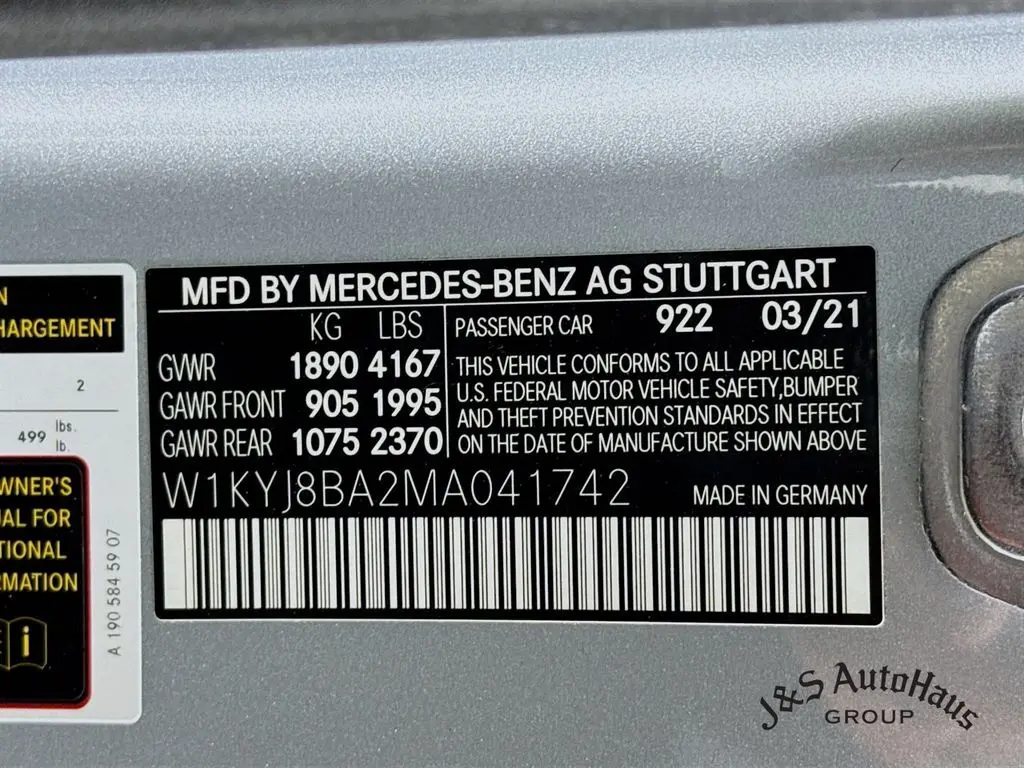 MFD BY MERCEDES-BENZ AG STUTTGART
KG LBS
GVWR 1890 4167
GAWR FRONT 905 1995
GAWR REAR 1075 2370
PASSENGER CAR 922 03/21
THIS VEHICLE CONFORMS TO ALL APPLICABLE
U.S. FEDERAL MOTOR VEHICLE SAFETY, BUMPER
AND THEFT PREVENTION STANDARDS IN EFFECT
ON THE DATE OF MANUFACTURE SHOWN ABOVE
W1KYJ8BA2MA041742
MADE IN GERMANY
N
HARGEMENT
2
499 lbs.
lb.
WNER'S
UAL FOR
TIONAL
RMATION
i
A 190 584 59 07
J&S AutoHaus
GROUP